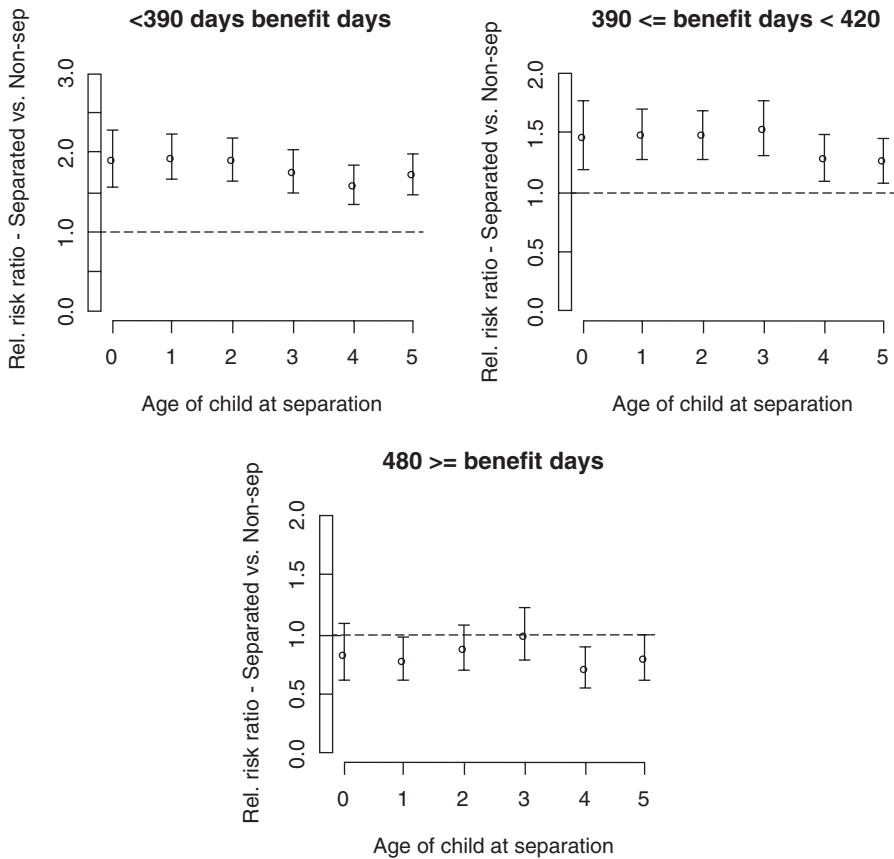 <390 days benefit days
Rel. risk ratio - Separated vs. Non-sep
3.0
2.0
1.0
0.0
0 1 2 3 4 5
Age of child at separation
390 <= benefit days < 420
Rel. risk ratio - Separated vs. Non-sep
2.0
1.5
1.0
0.5
0.0
0 1 2 3 4 5
Age of child at separation
480 >= benefit days
Rel. risk ratio - Separated vs. Non-sep
2.0
1.5
1.0
0.5
0.0
0 1 2 3 4 5
Age of child at separation